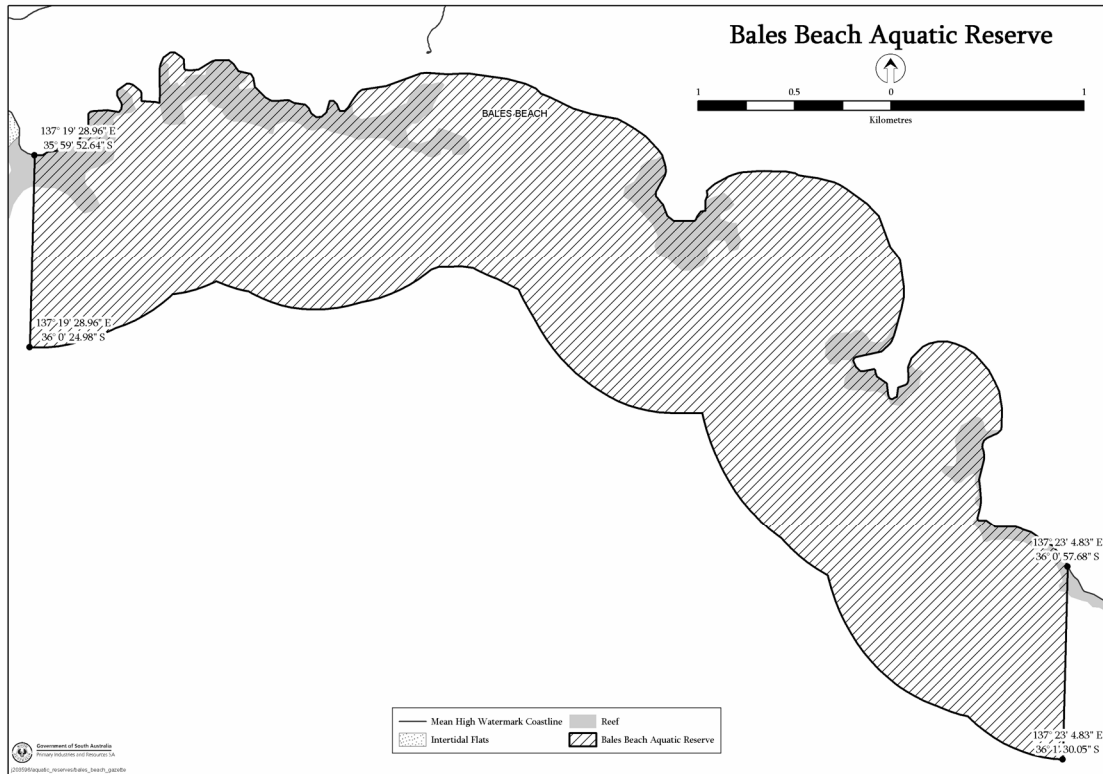 Bales Beach Aquatic Reserve
1 0.5 0 1
Kilometres
BALES BEACH
137° 19' 28.96" E
35° 59' 52.64" S
137° 19' 28.96" E
36° 0' 24.98" S
137° 23' 4.83" E
36° 0' 57.68" S
137° 23' 4.83" E
36° 1' 30.05" S
Mean High Watermark Coastline
Reef
Intertidal Flats
Bales Beach Aquatic Reserve
Government of South Australia
Primary Industries and Resources SA
j200598/aquatic_reserves/bales_beach_gazette